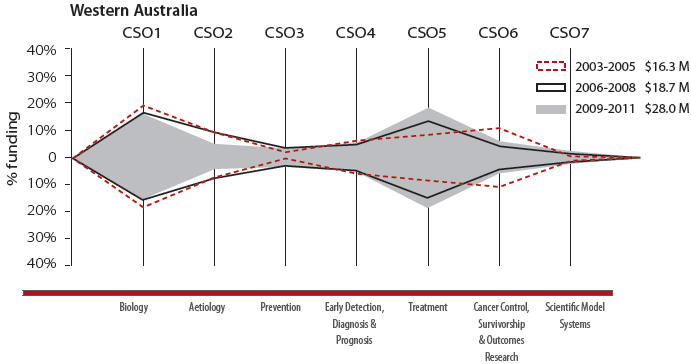 Western Australia
CSO1 CSO2 CSO3 CSO4 CSO5 CSO6 CSO7
40%
30%
20%
10%
0
10%
20%
30%
40%
% funding
2003-2005 $16.3 M
2006-2008 $18.7 M
2009-2011 $28.0 M
Biology
Aetiology
Prevention
Early Detection,
Diagnosis &
Prognosis
Treatment
Cancer Control,
Survivorship
& Outcomes
Research
Scientific Model
Systems